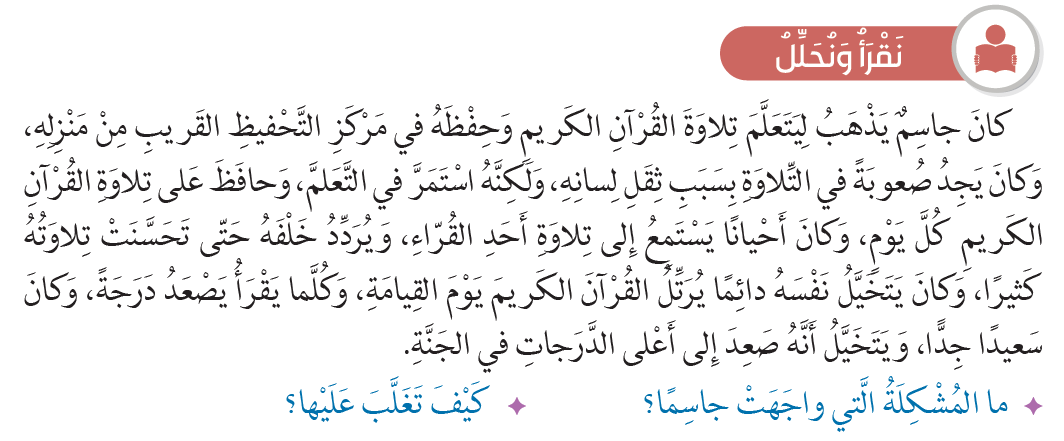 نَقْرَأُ وَنُحَلِّلُ
كانَ جاسِمٌ يَذْهَبُ لِيَتَعَلَّمَ تِلاوَةَ القُرْآنِ الكَريمِ وَحِفْظَهُ في مَرْكَزِ التَّحْفيظِ القَريبِ مِنْ مَنْزِلِهِ،
وَكانَ يَجِدُ صُعوبَةً في التِّلاوَةِ بِسَبَبِ ثِقَلِ لِسانِهِ، وَلَكِنَّهُ اسْتَمَرَّ في التَّعَلمَّ، وَحافَظَ عَلى تِلاوَةِ القُرْآنِ
الكَريمِ كُلَّ يَوْمٍ، وَكانَ أَحْيانًا يَسْتَمِعُ إِلى تِلاوَةِ أَحَدِ القُرّاءِ، وَيُرَدِّدُ خَلْفَهُ حَتّى تَحَسَّنَتْ تِلاوَتُهُ
كَثيرًا، وَكانَ يَتَخَيَّلُ نَفْسَهُ دائِمًا يُرَتِّلُ القُرْآنَ الكَريمَ يَوْمَ القِيامَةِ، وَكُلَّما يَقْرَأُ يَصْعَدُ دَرَجَةً، وَكانَ
سَعيدًا جِدًّا، وَيَتَخَيَّلُ أَنَّهُ صَعِدَ إِلى أَعْلى الدَّرَجاتِ في الجَنَّةِ.
ما المُشْكِلَةُ الَّتي واجَهَتْ جاسِمًا؟ كَيْفَ تَغَلَّبَ عَلَيْها؟